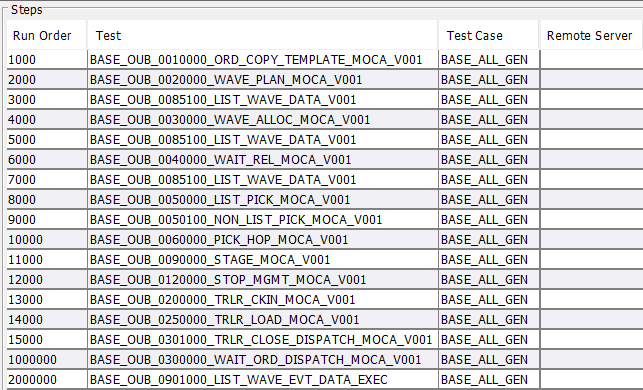 Steps
Run Order Test Test Case Remote Server
1000 BASE_OUB_0010000_ORD_COPY_TEMPLATE_MOCA_V001 BASE_ALL_GEN
2000 BASE_OUB_0020000_WAVE_PLAN_MOCA_V001 BASE_ALL_GEN
3000 BASE_OUB_0085100_LIST_WAVE_DATA_V001 BASE_ALL_GEN
4000 BASE_OUB_0030000_WAVE_ALLOC_MOCA_V001 BASE_ALL_GEN
5000 BASE_OUB_0085100_LIST_WAVE_DATA_V001 BASE_ALL_GEN
6000 BASE_OUB_0040000_WAIT_REL_MOCA_V001 BASE_ALL_GEN
7000 BASE_OUB_0085100_LIST_WAVE_DATA_V001 BASE_ALL_GEN
8000 BASE_OUB_0050000_LIST_PICK_MOCA_V001 BASE_ALL_GEN
9000 BASE_OUB_0050100_NON_LIST_PICK_MOCA_V001 BASE_ALL_GEN
10000 BASE_OUB_0060000_PICK_HOP_MOCA_V001 BASE_ALL_GEN
11000 BASE_OUB_0090000_STAGE_MOCA_V001 BASE_ALL_GEN
12000 BASE_OUB_0120000_STOP_MGMT_MOCA_V001 BASE_ALL_GEN
13000 BASE_OUB_0200000_TRLR_CKIN_MOCA_V001 BASE_ALL_GEN
14000 BASE_OUB_0250000_TRLR_LOAD_MOCA_V001 BASE_ALL_GEN
15000 BASE_OUB_0301000_TRLR_CLOSE_DISPATCH_MOCA_V001 BASE_ALL_GEN
1000000 BASE_OUB_0300000_WAIT_ORD_DISPATCH_MOCA_V001 BASE_ALL_GEN
2000000 BASE_OUB_0901000_LIST_WAVE_EVT_DATA_EXEC BASE_ALL_GEN